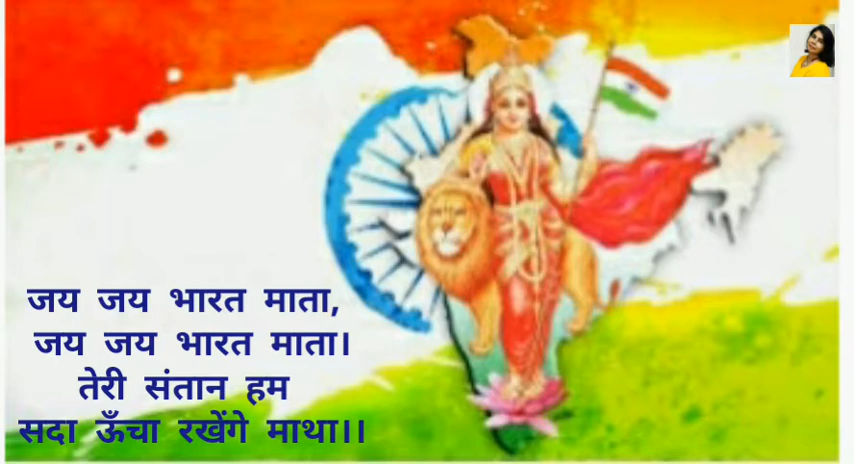 जय जय भारत माता,
जय जय भारत माता।
तेरी संतान हम
सदा ऊँचा रखेंगे माथा।।